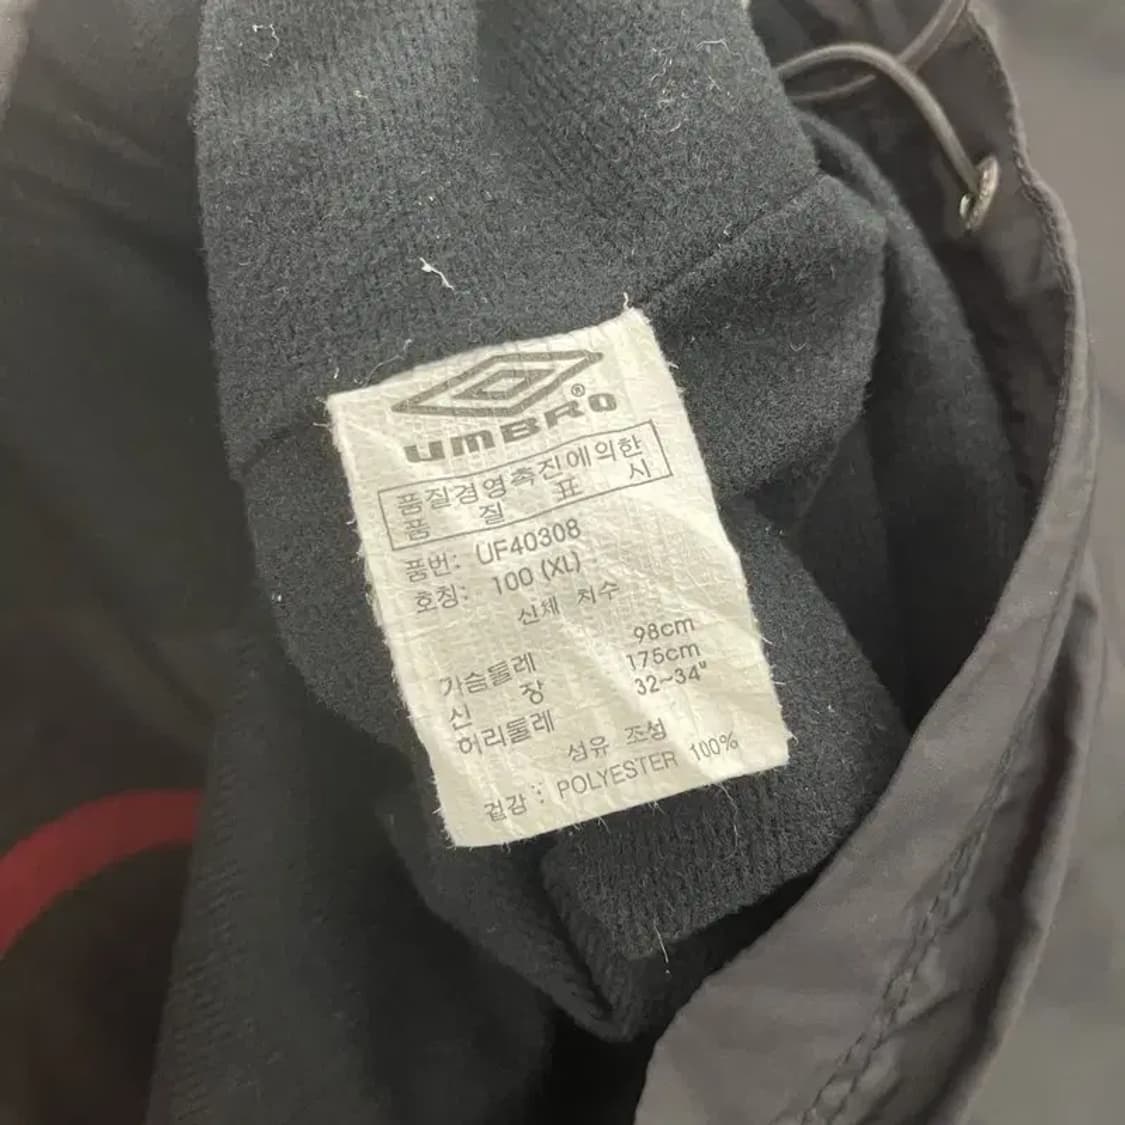 UMBRO®
품질경영촉진에의한
품 질 표 시
품번: UF40308
호칭: 100 (XL)
신체 치수
가슴둘레 98cm
신 장 175cm
허리둘레 32~34"
섬유 조성
겉감: POLYESTER 100%